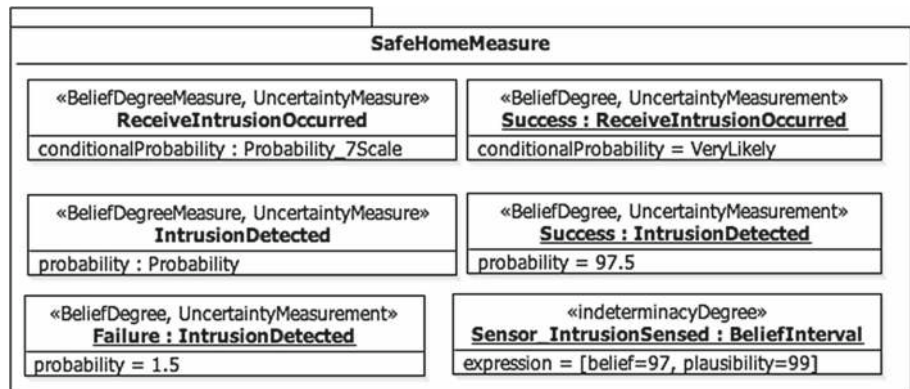 SafeHomeMeasure
«BeliefDegreeMeasure, UncertaintyMeasure»
ReceiveIntrusionOccurred
conditionalProbability : Probability_7Scale
«BeliefDegree, UncertaintyMeasurement»
Success : ReceiveIntrusionOccurred
conditionalProbability = VeryLikely
«BeliefDegreeMeasure, UncertaintyMeasure»
IntrusionDetected
probability : Probability
«BeliefDegree, UncertaintyMeasurement»
Success : IntrusionDetected
probability = 97.5
«BeliefDegree, UncertaintyMeasurement»
Failure : IntrusionDetected
probability = 1.5
«indeterminacyDegree»
Sensor_IntrusionSensed : BeliefInterval
expression = [belief=97, plausibility=99]